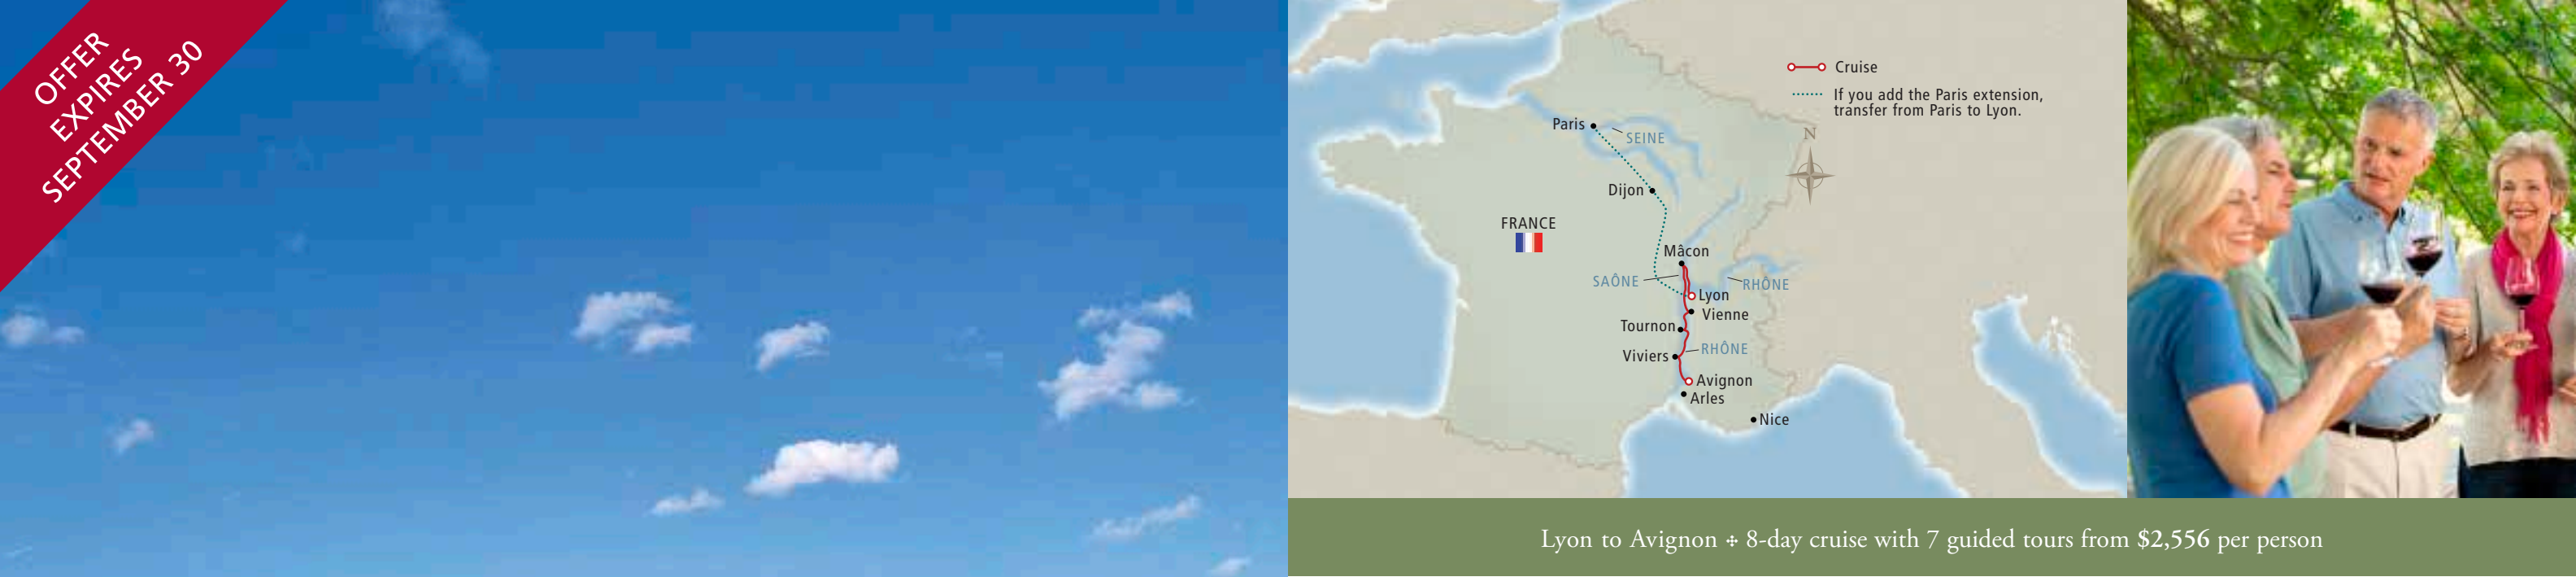 OFFER
EXPIRES
SEPTEMBER 30
Cruise
If you add the Paris extension,
transfer from Paris to Lyon.
N
Paris
SEINE
Dijon
FRANCE
Mâcon
SAÔNE
RHÔNE
Lyon
Vienne
Tournon
RHÔNE
Viviers
Avignon
Arles
Nice
Lyon to Avignon ✣ 8-day cruise with 7 guided tours from $2,556 per person